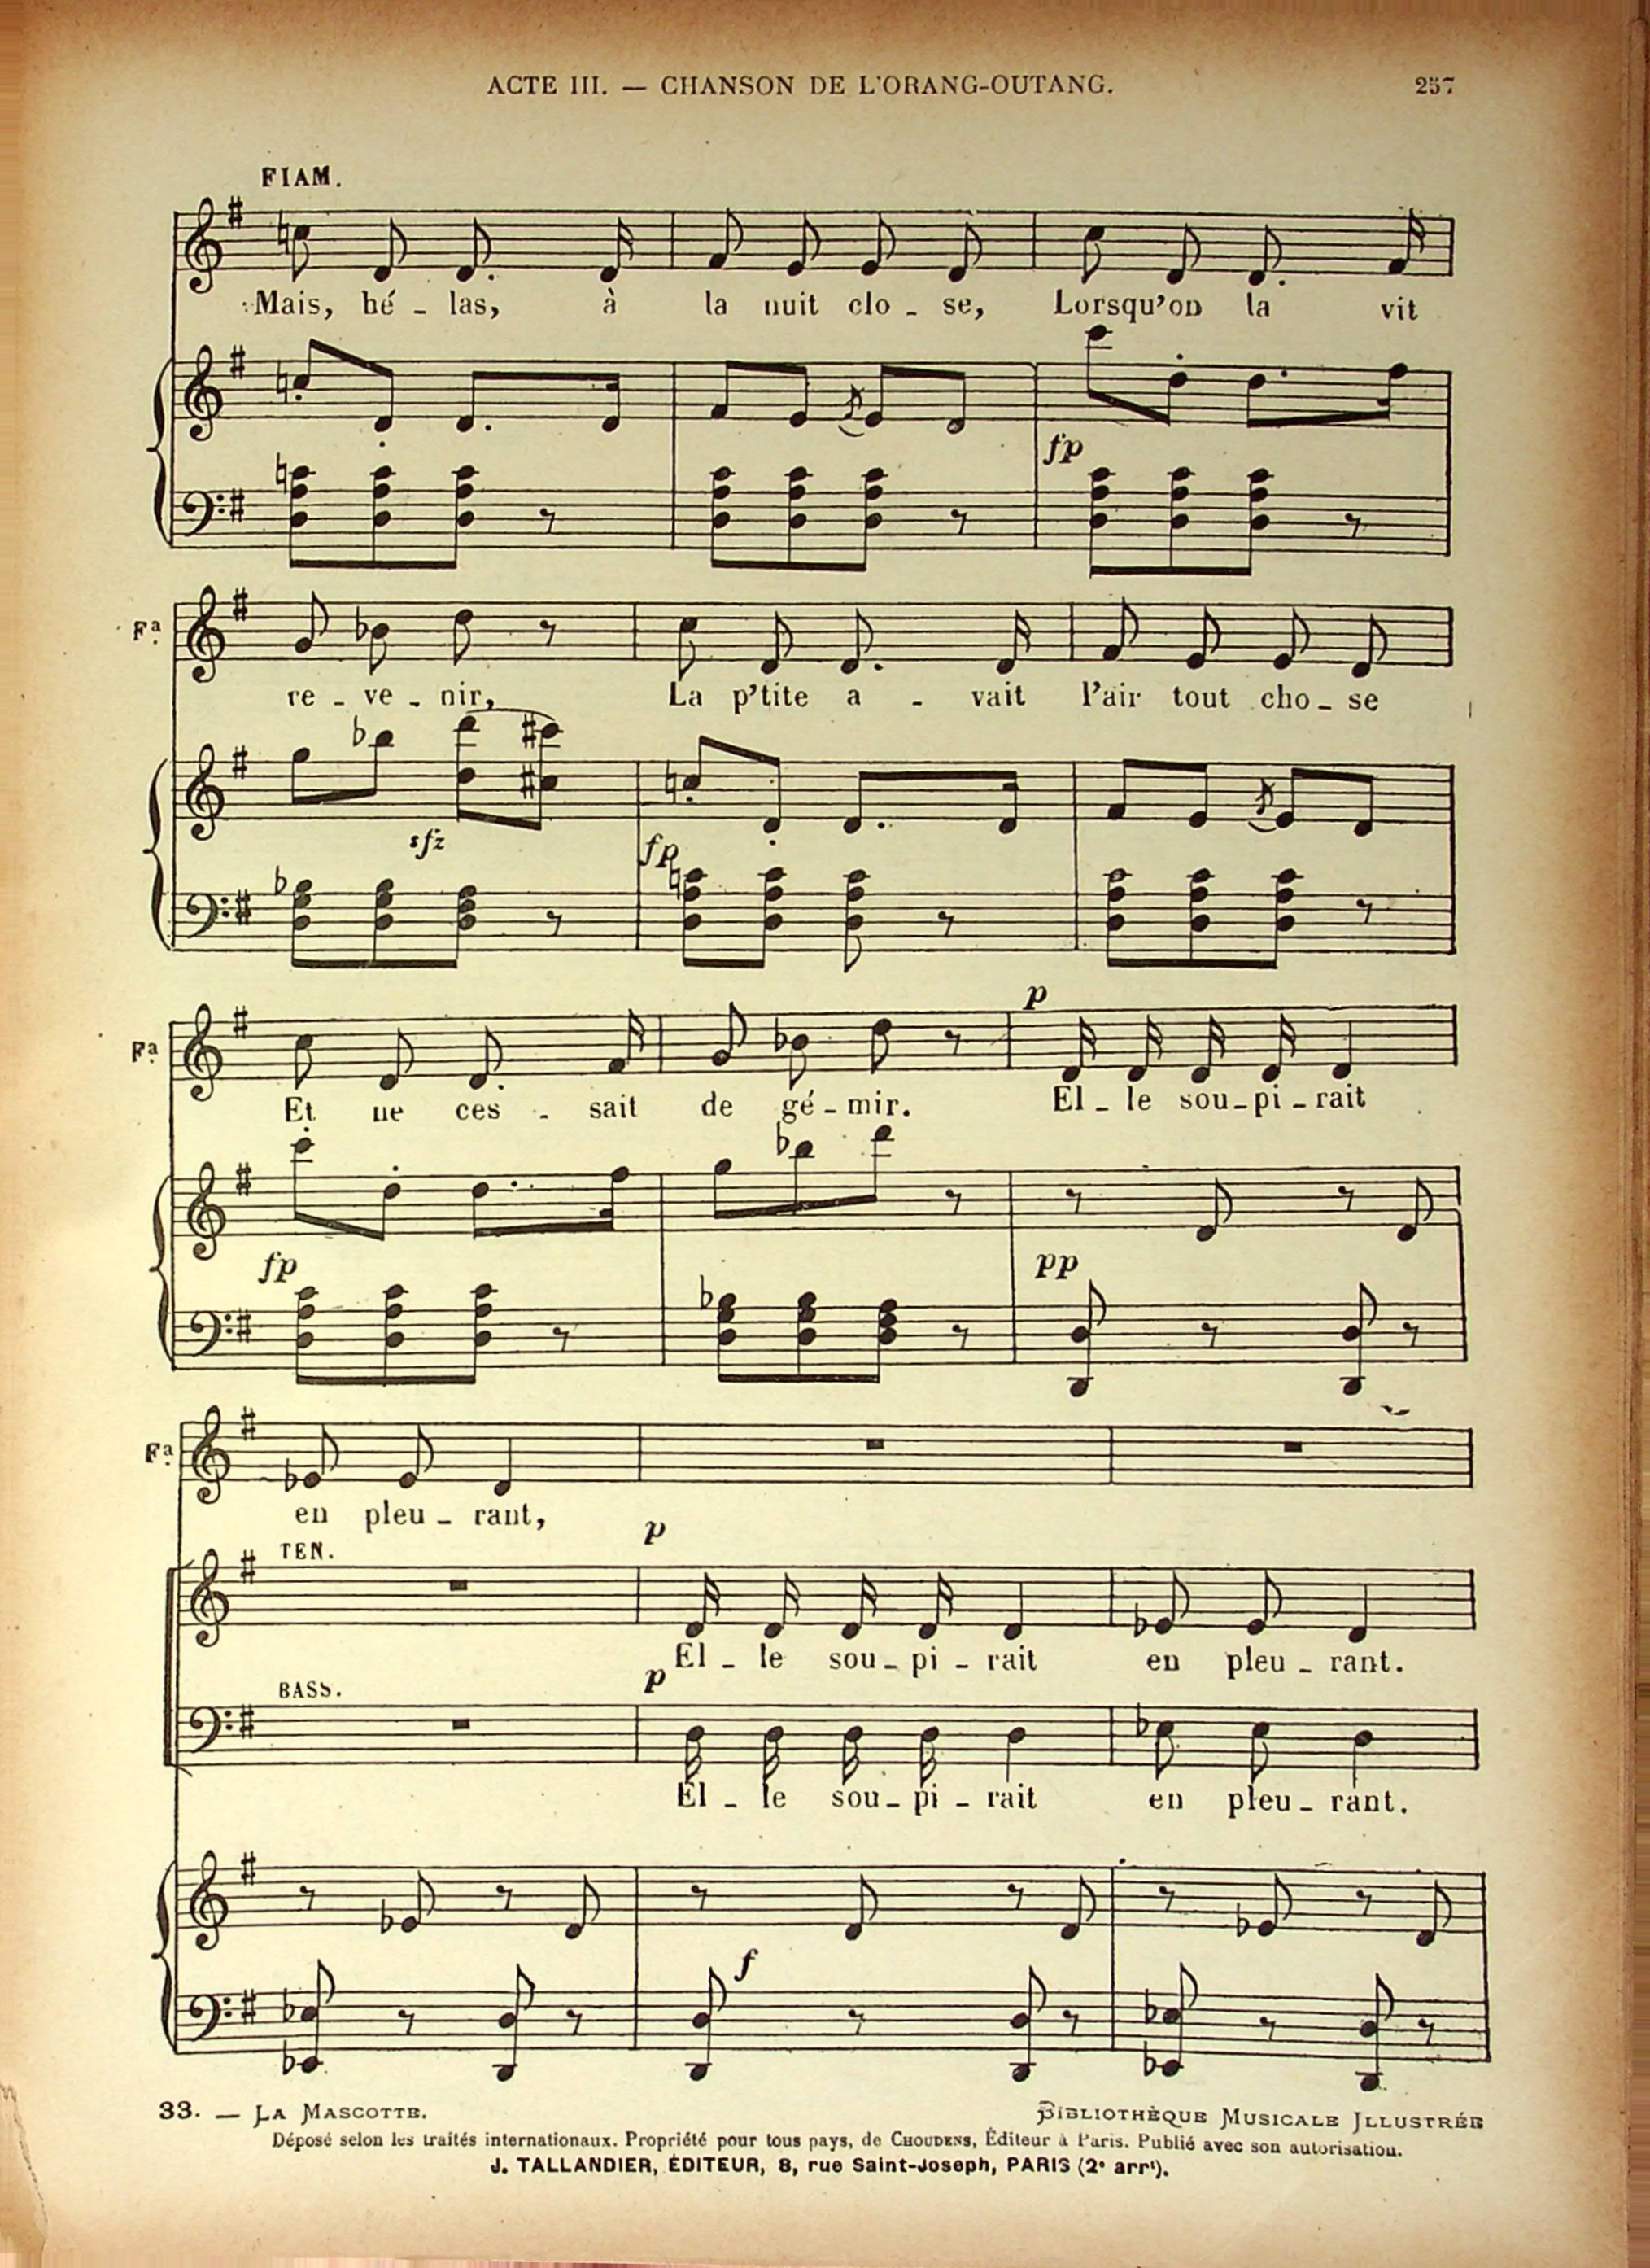 ACTE III. — CHANSON DE L'ORANG-OUTANG. 257
FIAM.
Mais, hé - las, à la nuit clo - se, Lorsqu'on la vit
fp
Fa.
re - ve - nir, La p'tite a - vait l'air tout cho - se
sfz fp
p
Fa.
Et ne ces - sait de gé - mir. El - le sou - pi - rait
fp pp
Fa.
en pleu - rant,
p
TEN.
El - le sou - pi - rait en pleu - rant.
p
BASS.
El - le sou - pi - rait en pleu - rant.
f
33. — LA MASCOTTE. BIBLIOTHÈQUE MUSICALE ILLUSTRÉE
Déposé selon les traités internationaux. Propriété pour tous pays, de CHOUDENS, Éditeur à Paris. Publié avec son autorisation.
J. TALLANDIER, ÉDITEUR, 8, rue Saint-Joseph, PARIS (2e arrt).